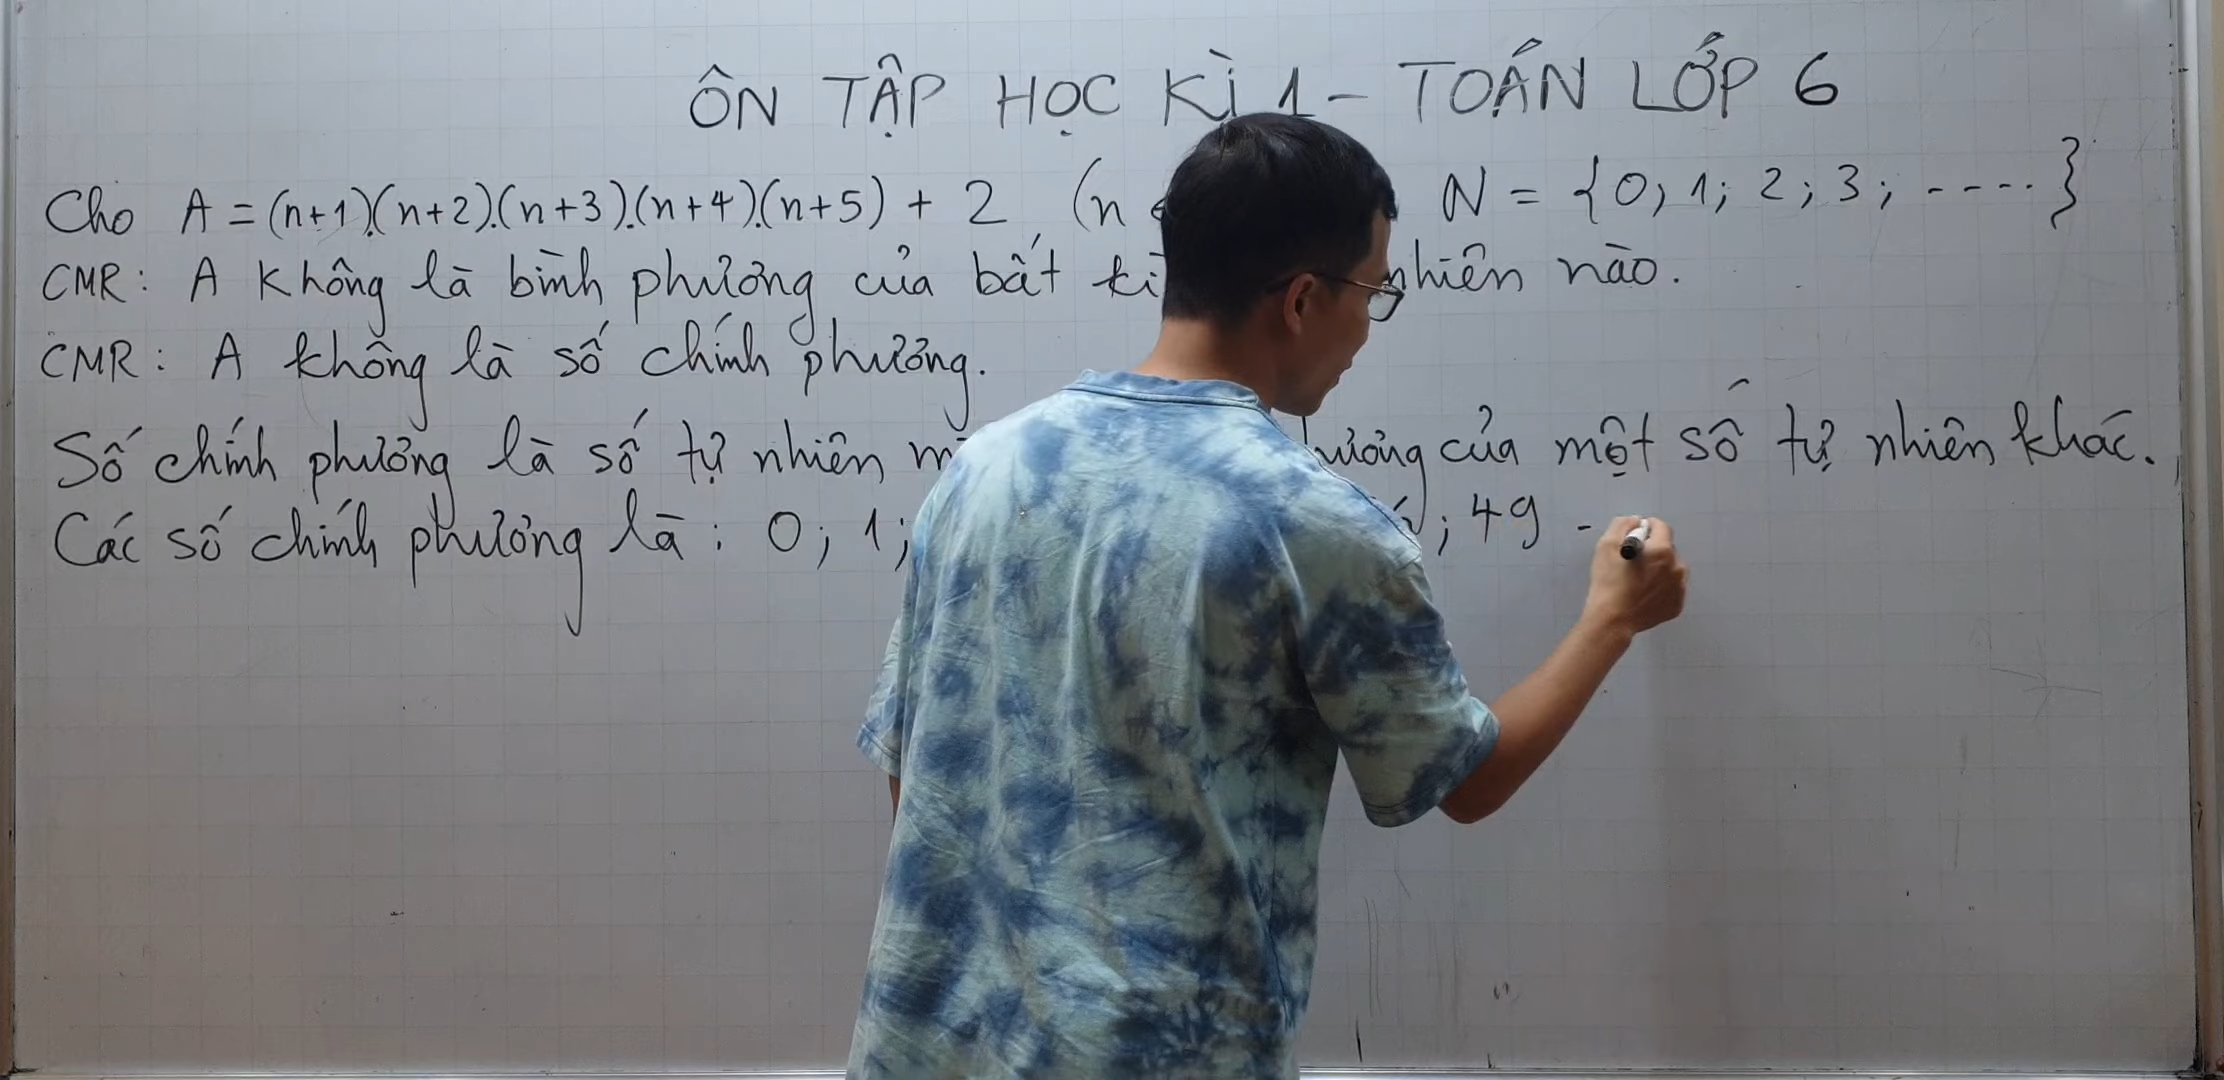 ÔN TẬP HỌC KÌ 1 - TOÁN LỚP 6
Cho A = (n+1).(n+2).(n+3).(n+4).(n+5) + 2 (n N = {0; 1; 2; 3; ----}
CMR: A không là bình phương của bất kì nhiên nào.
CMR: A không là số chính phương.
Số chính phương là số tự nhiên của một số tự nhiên khác.
Các số chính phương là: 0; 1; ; 49 -